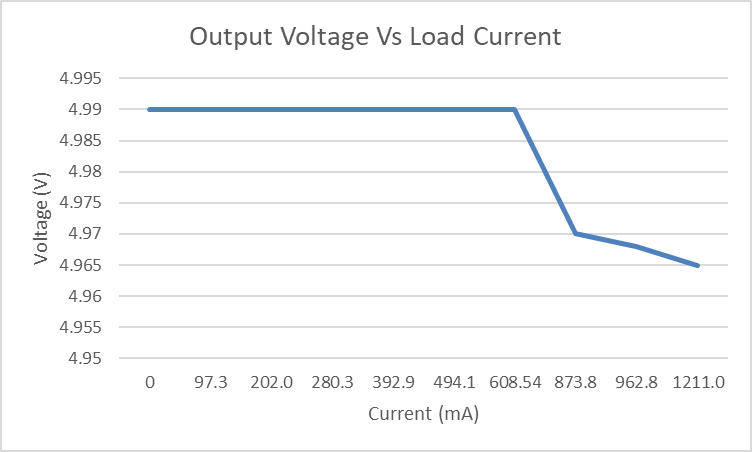 Output Voltage Vs Load Current
4.995
4.99
4.985
4.98
4.975
4.97
4.965
4.96
4.955
4.95
Voltage (V)
0 97.3 202.0 280.3 392.9 494.1 608.54 873.8 962.8 1211.0
Current (mA)